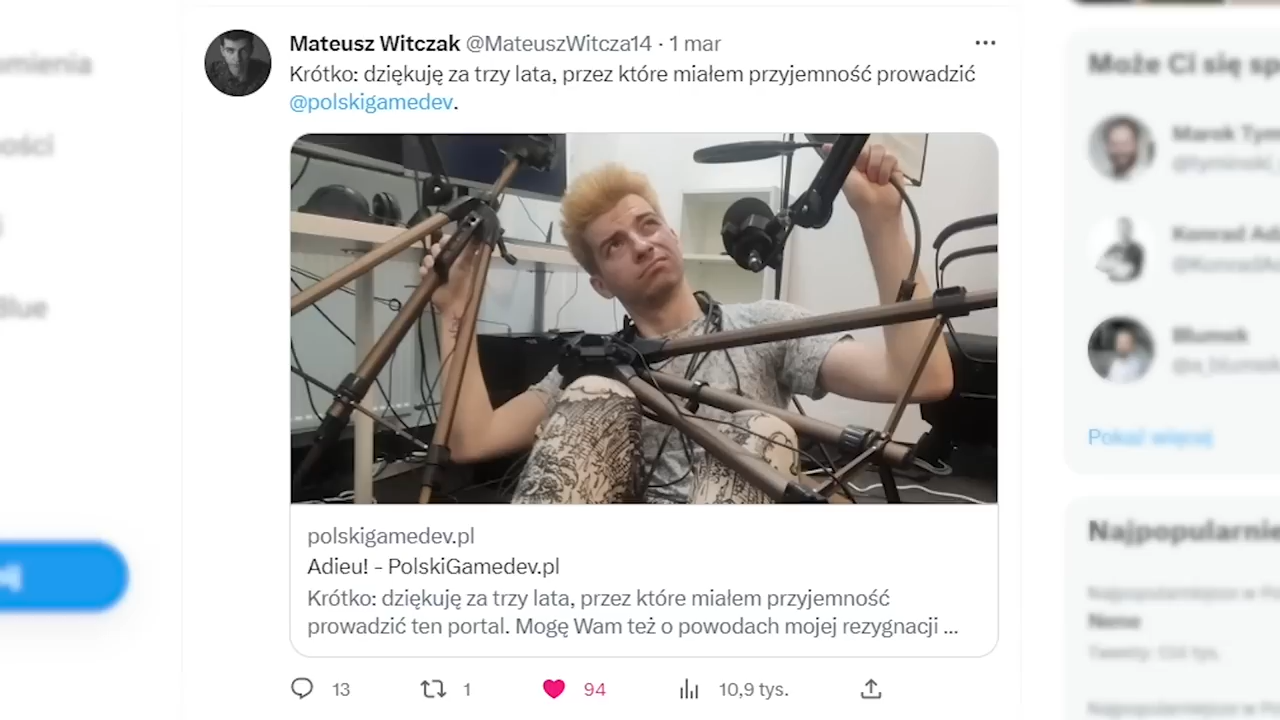 Mateusz Witczak @MateuszWitcza14 · 1 mar
Krótko: dziękuję za trzy lata, przez które miałem przyjemność prowadzić
@polskigamedev.
polskigamedev.pl
Adieu! - PolskiGamedev.pl
Krótko: dziękuję za trzy lata, przez które miałem przyjemność
prowadzić ten portal. Mogę Wam też o powodach mojej rezygnacji ...
13 1 94 10,9 tys.
Może Ci się
Marek
Konrad
Pokaż więcej